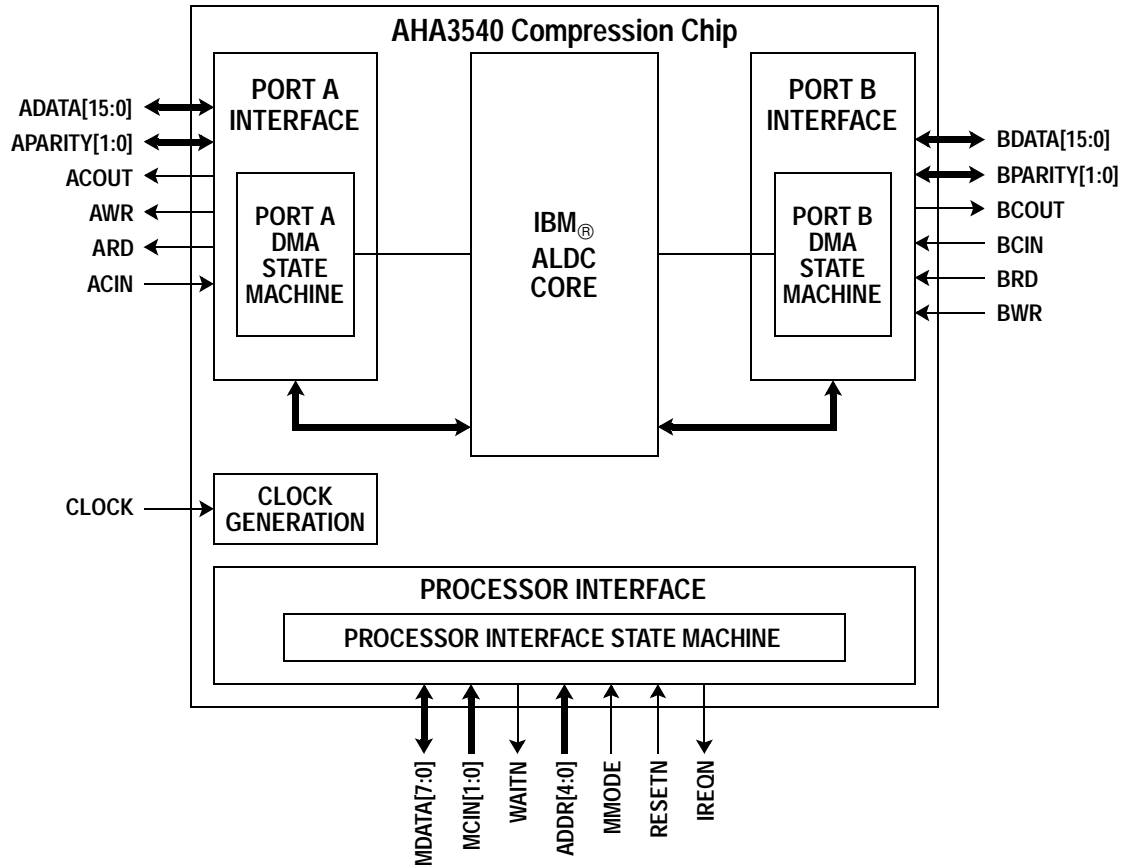 AHA3540 Compression Chip
PORT A
INTERFACE
PORT A
DMA
STATE
MACHINE
ADATA[15:0]
APARITY[1:0]
ACOUT
AWR
ARD
ACIN
IBM®
ALDC
CORE
PORT B
INTERFACE
PORT B
DMA
STATE
MACHINE
BDATA[15:0]
BPARITY[1:0]
BCOUT
BCIN
BRD
BWR
CLOCK
CLOCK
GENERATION
PROCESSOR INTERFACE
PROCESSOR INTERFACE STATE MACHINE
MDATA[7:0]
MCIN[1:0]
WAITN
ADDR[4:0]
MMODE
RESETN
IREQN